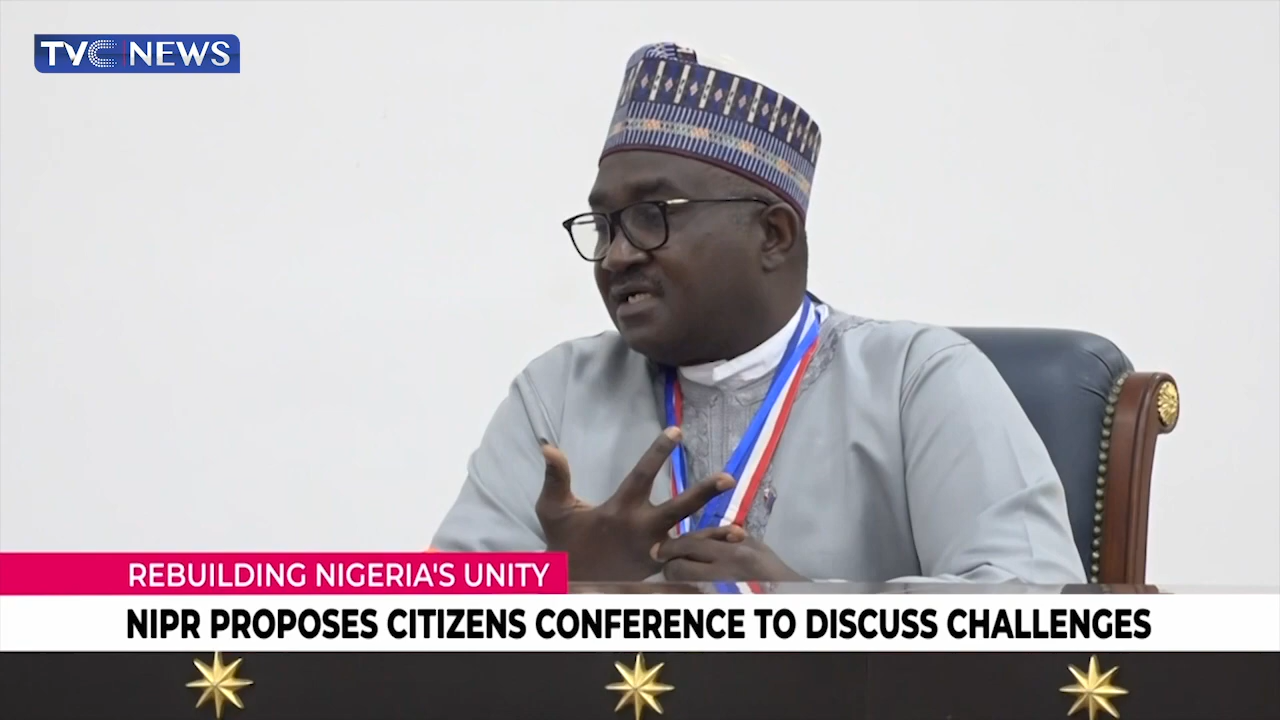 TVC NEWS
REBUILDING NIGERIA'S UNITY
NIPR PROPOSES CITIZENS CONFERENCE TO DISCUSS CHALLENGES